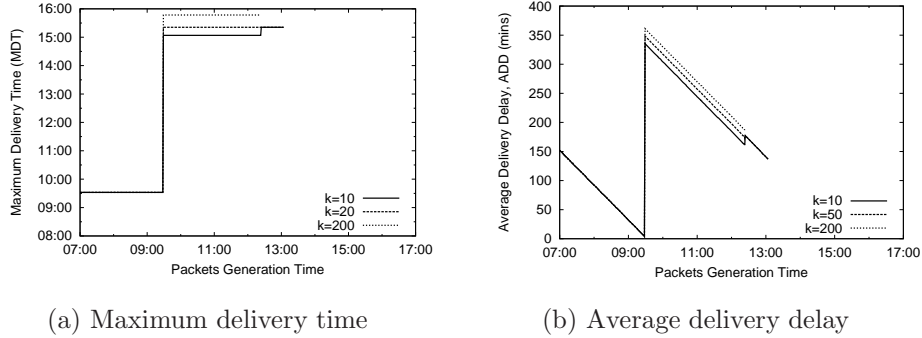 16:00
15:00
14:00
13:00
12:00
11:00
10:00
09:00
08:00
Maximum Delivery Time (MDT)
07:00 09:00 11:00 13:00 15:00 17:00
Packets Generation Time
k=10
k=20
k=200
(a) Maximum delivery time
400
350
300
250
200
150
100
50
0
Average Delivery Delay, ADD (mins)
07:00 09:00 11:00 13:00 15:00 17:00
Packets Generation Time
k=10
k=50
k=200
(b) Average delivery delay